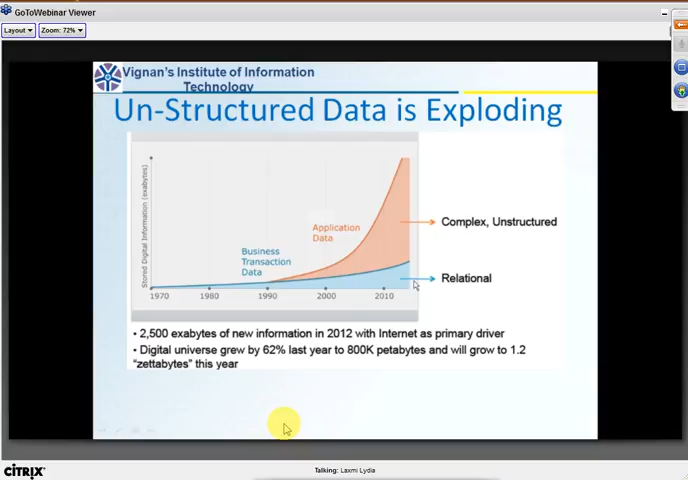 GoToWebinar Viewer
Layout
Zoom: 72%
Vignan's Institute of Information
Technology
Un-Structured Data is Exploding
Stored Digital Information (exabytes)
Application
Data
Business
Transaction
Data
Complex, Unstructured
Relational
1970 1980 1990 2000 2010
• 2,500 exabytes of new information in 2012 with Internet as primary driver
• Digital universe grew by 62% last year to 800K petabytes and will grow to 1.2
"zettabytes" this year
CİTRIX
Talking: Laxmi Lydia